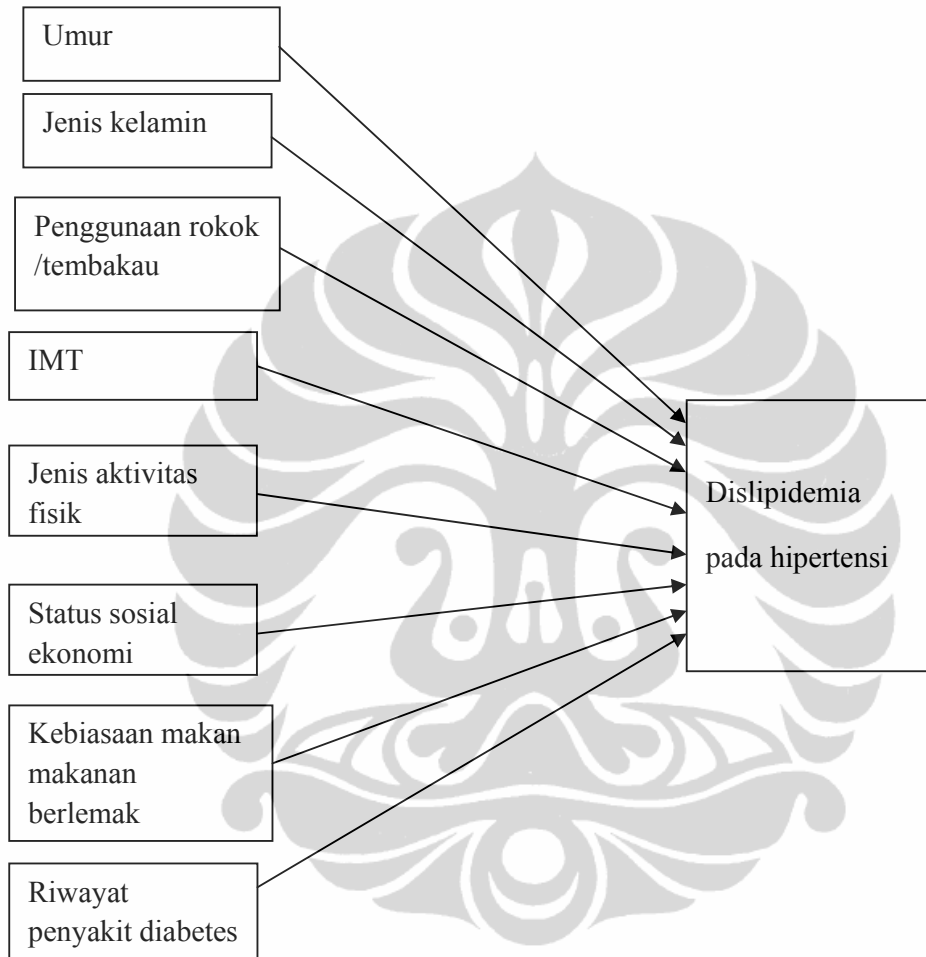 Umur
Jenis kelamin
Penggunaan rokok
/tembakau
IMT
Jenis aktivitas
fisik
Status sosial
ekonomi
Kebiasaan makan
makanan
berlemak
Riwayat
penyakit diabetes
Dislipidemia
pada hipertensi